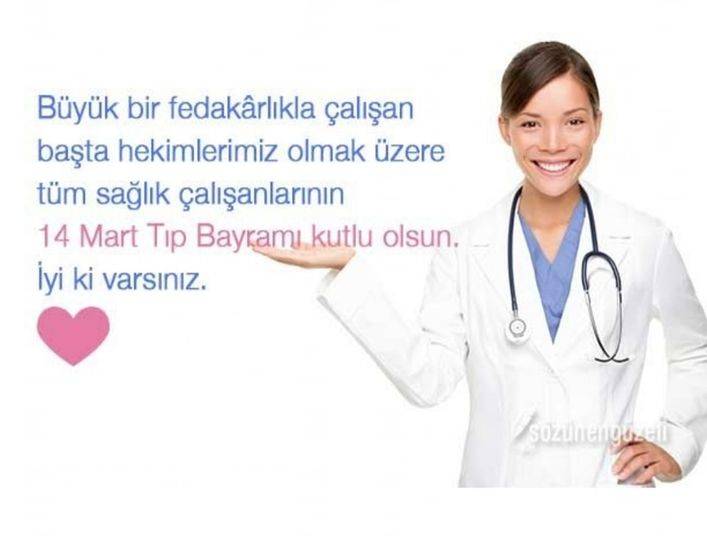 Büyük bir fedakârlıkla çalışan
başta hekimlerimiz olmak üzere
tüm sağlık çalışanlarının
14 Mart Tıp Bayramı kutlu olsun.
İyi ki varsınız.
sozunenguzeli